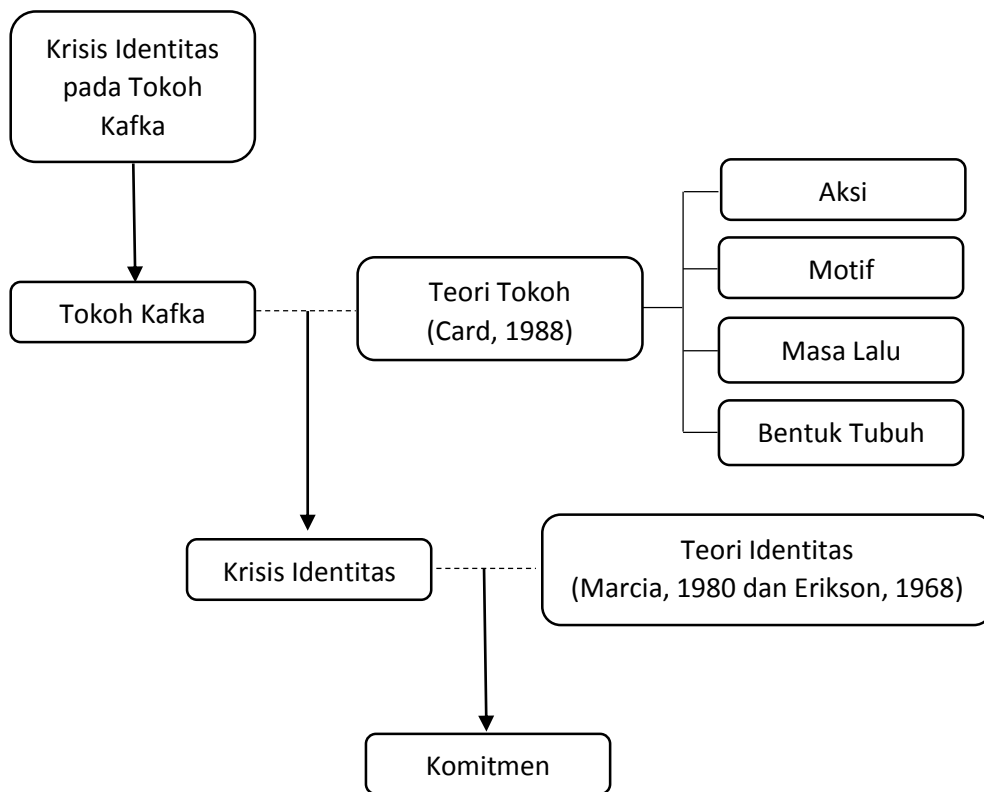 Krisis Identitas
pada Tokoh
Kafka
Aksi
Motif
Tokoh Kafka
Teori Tokoh
(Card, 1988)
Masa Lalu
Bentuk Tubuh
Krisis Identitas
Teori Identitas
(Marcia, 1980 dan Erikson, 1968)
Komitmen